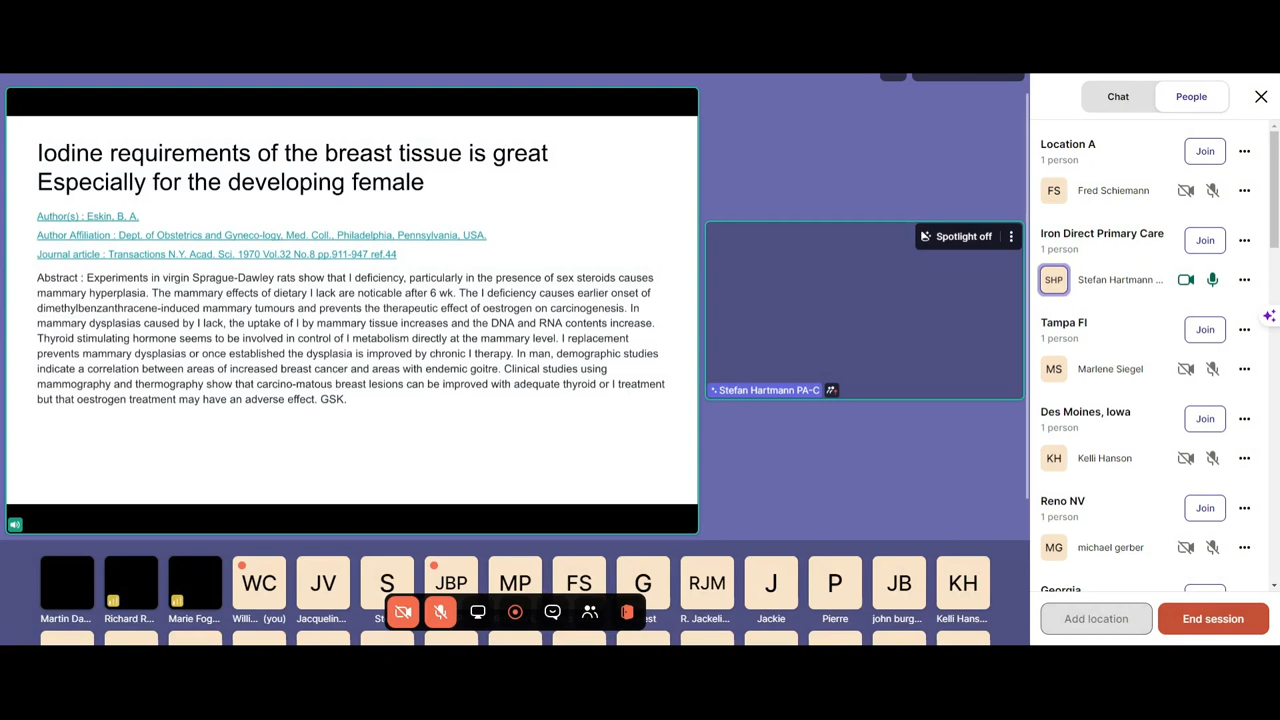 Iodine requirements of the breast tissue is great
Especially for the developing female
Author(s) : Eskin, B. A.
Author Affiliation : Dept. of Obstetrics and Gyneco-logy, Med. Coll., Philadelphia, Pennsylvania, USA.
Journal article : Transactions N.Y. Acad. Sci. 1970 Vol.32 No.8 pp.911-947 ref.44
Abstract : Experiments in virgin Sprague-Dawley rats show that I deficiency, particularly in the presence of sex steroids causes
mammary hyperplasia. The mammary effects of dietary I lack are noticable after 6 wk. The I deficiency causes earlier onset of
dimethylbenzanthracene-induced mammary tumours and prevents the therapeutic effect of oestrogen on carcinogenesis. In
mammary dysplasias caused by I lack, the uptake of I by mammary tissue increases and the DNA and RNA contents increase.
Thyroid stimulating hormone seems to be involved in control of I metabolism directly at the mammary level. I replacement
prevents mammary dysplasias or once established the dysplasia is improved by chronic I therapy. In man, demographic studies
indicate a correlation between areas of increased breast cancer and areas with endemic goitre. Clinical studies using
mammography and thermography show that carcino-matous breast lesions can be improved with adequate thyroid or I treatment
but that oestrogen treatment may have an adverse effect. GSK.
Spotlight off
Stefan Hartmann PA-C
Chat
People
Location A
1 person
Join
FS
Fred Schiemann
Iron Direct Primary Care
1 person
Join
SHP
Stefan Hartmann ...
Tampa Fl
1 person
Join
MS
Marlene Siegel
Des Moines, Iowa
1 person
Join
KH
Kelli Hanson
Reno NV
1 person
Join
MG
michael gerber
Georgia
Add location
End session
WC
JV
S
JBP
MP
FS
G
RJM
J
P
JB
KH
Martin Da...
Richard R...
Marie Fog...
Willi... (you)
Jacquelin...
R. Jackeli...
Jackie
Pierre
john burg...
Kelli Hans...